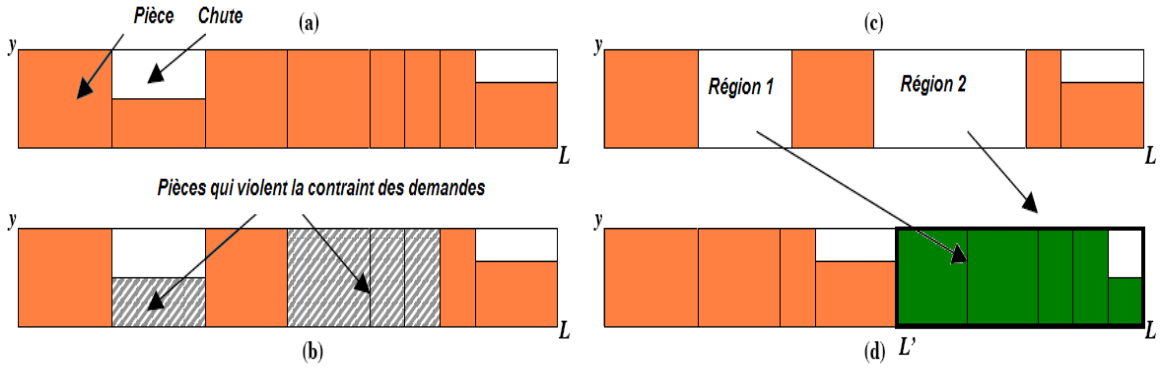 (a)
Pièce
Chute
y
L
Pièces qui violent la contraint des demandes
y
L
(b)
(c)
Région 1
Région 2
L
y
L
L'
(d)